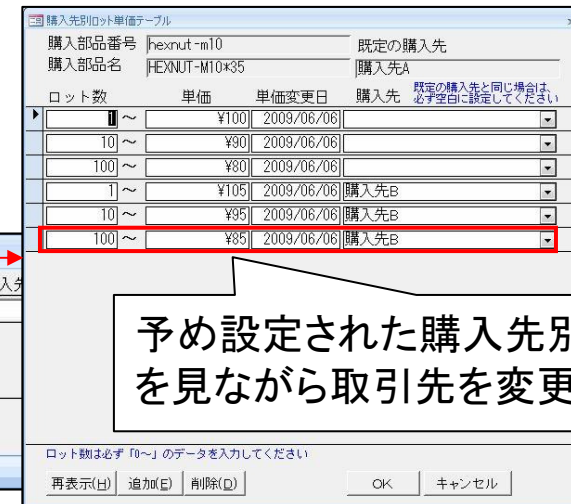 購入先別ロット単価テーブル
購入部品番号 hexnut-m10 既定の購入先
購入部品名 HEXNUT-M10*35 購入先A
ロット数 単価 単価変更日 購入先 既定の購入先と同じ場合は、
必ず空白に設定してください
1 ～ ¥100 2009/06/06
10 ～ ¥90 2009/06/06
100 ～ ¥80 2009/06/06
1 ～ ¥105 2009/06/06 購入先B
10 ～ ¥95 2009/06/06 購入先B
100 ～ ¥85 2009/06/06 購入先B
入先
予め設定された購入先別
を見ながら取引先を変更
ロット数は必ず「0～」のデータを入力してください
再表示(H) 追加(E) 削除(D) OK キャンセル